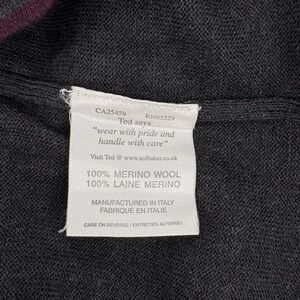 CA25459 RN93229
Ted says
"wear with pride and
handle with care"
Visit Ted @ www.tedbaker.co.uk
100% MERINO WOOL
100% LAINE MERINO
MANUFACTURED IN ITALY
FABRIQUÉ EN ITALIE
CARE ON REVERSE / ENTRETIEN AU VERSO